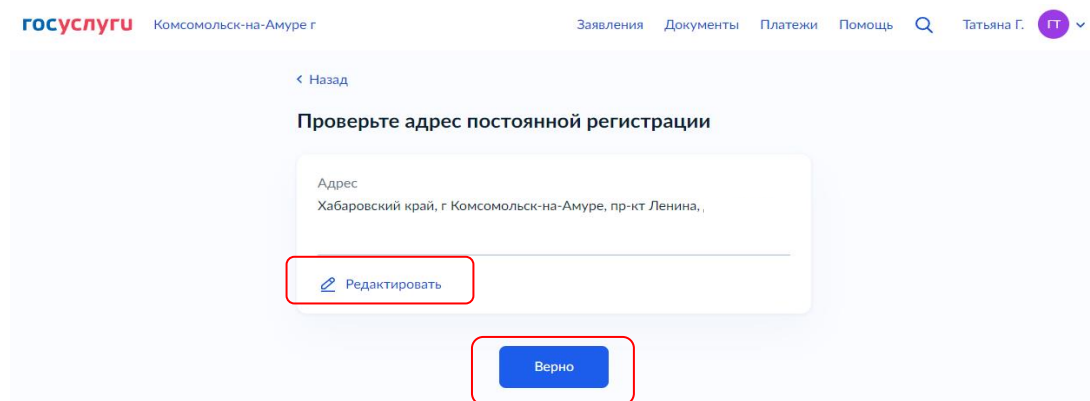 госуслуги Комсомольск-на-Амуре г Заявления Документы Платежи Помощь Татьяна Г. ГТ
Назад
Проверьте адрес постоянной регистрации
Адрес
Хабаровский край, г Комсомольск-на-Амуре, пр-кт Ленина,
Редактировать
Верно